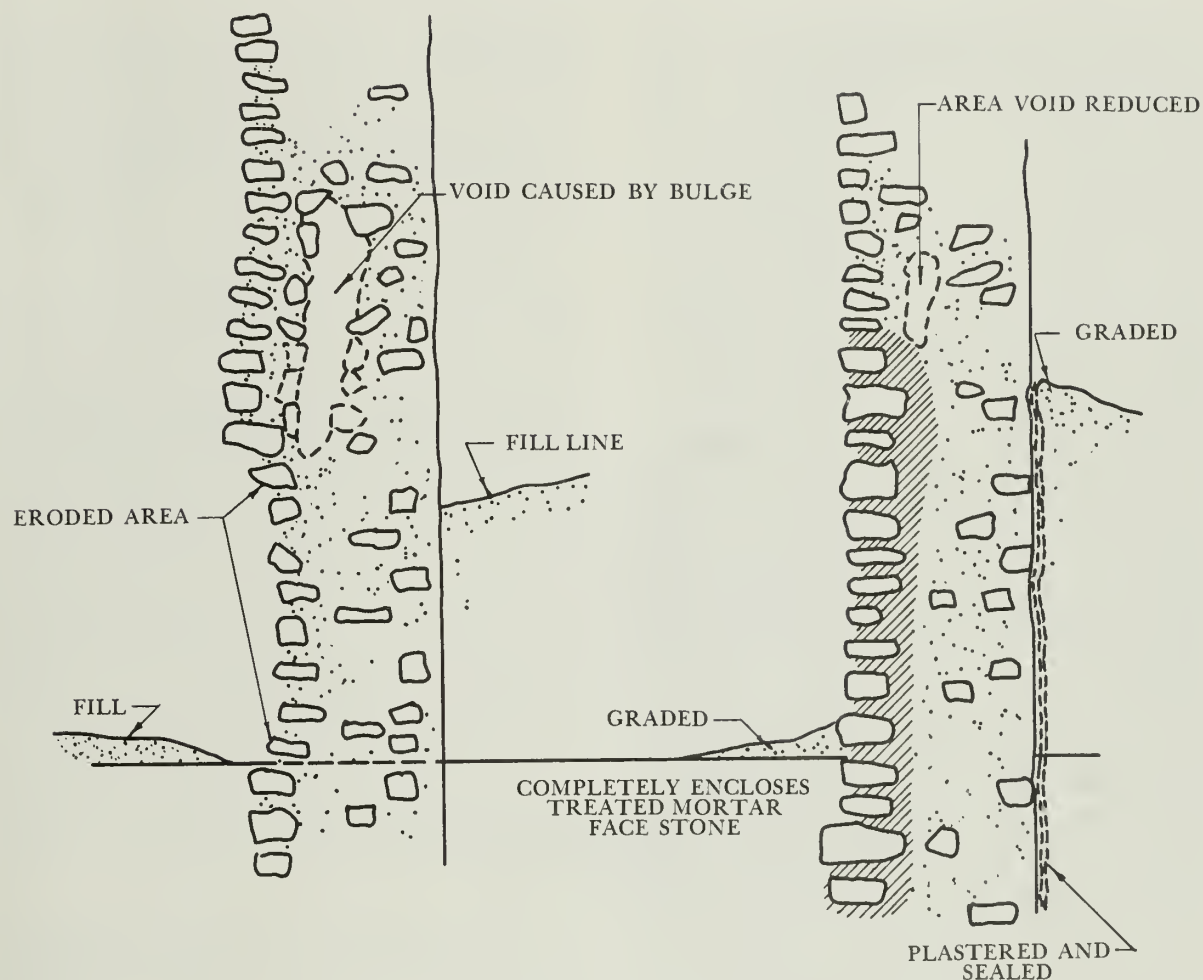 AREA VOID REDUCED
VOID CAUSED BY BULGE
GRADED
FILL LINE
ERODED AREA
FILL
GRADED
COMPLETELY ENCLOSES
TREATED MORTAR
FACE STONE
PLASTERED AND
SEALED